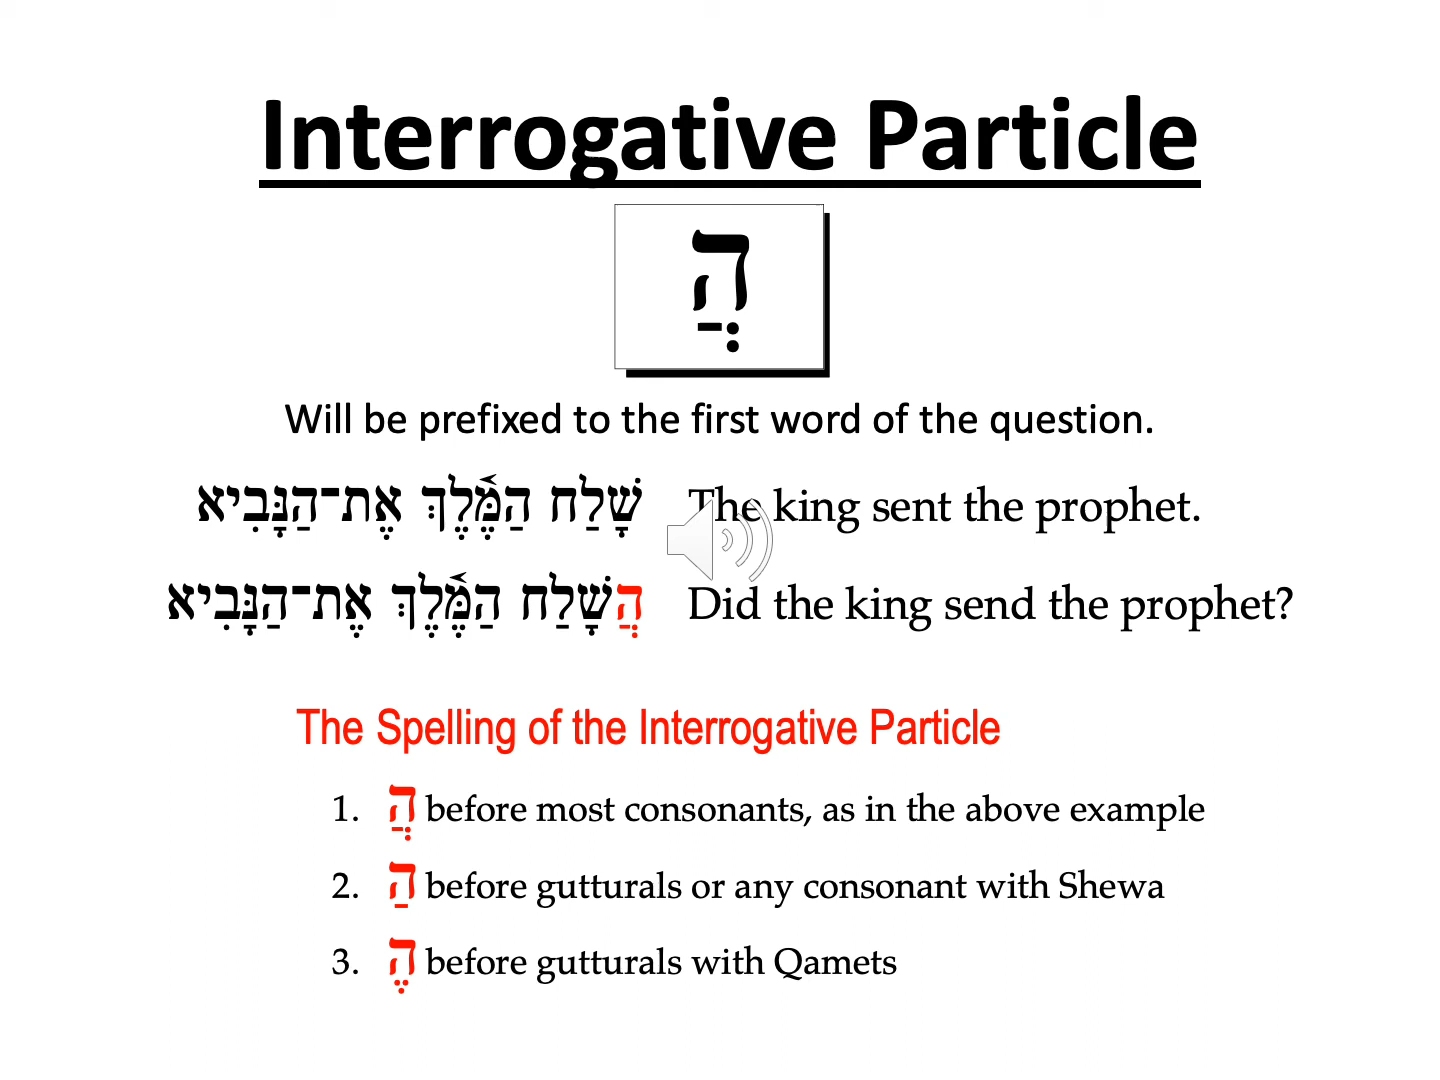 Interrogative Particle
הֲ
Will be prefixed to the first word of the question.
שָׁלַח הַמֶּ֫לֶךְ אֶת־הַנָּבִיא The king sent the prophet.
הֲשָׁלַח הַמֶּ֫לֶךְ אֶת־הַנָּבִיא Did the king send the prophet?
The Spelling of the Interrogative Particle
1. הֲ before most consonants, as in the above example
2. הַ before gutturals or any consonant with Shewa
3. הֶ before gutturals with Qamets